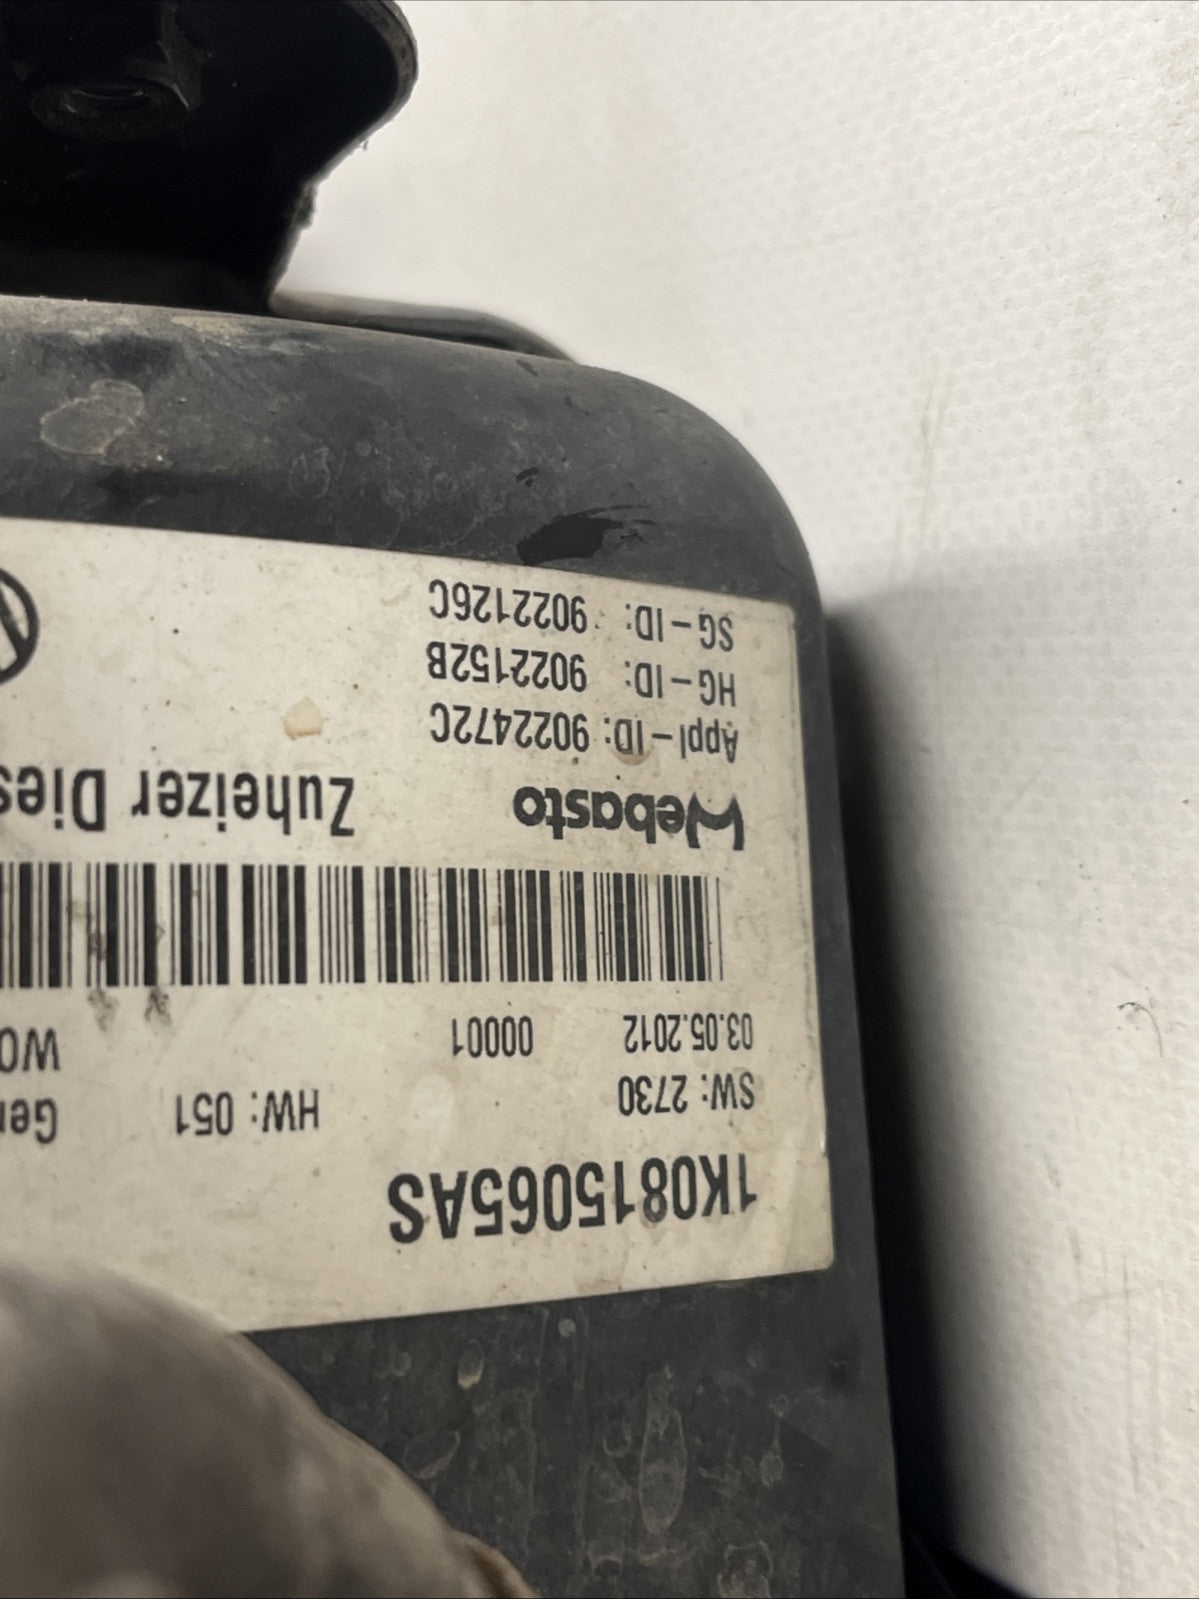 1K0815065AS
SW: 2730 HW: 051
03.05.2012 00001
Webasto Zuheizer
Appl-ID: 9022472C
HG-ID: 9022152B
SG-ID: 9022126C